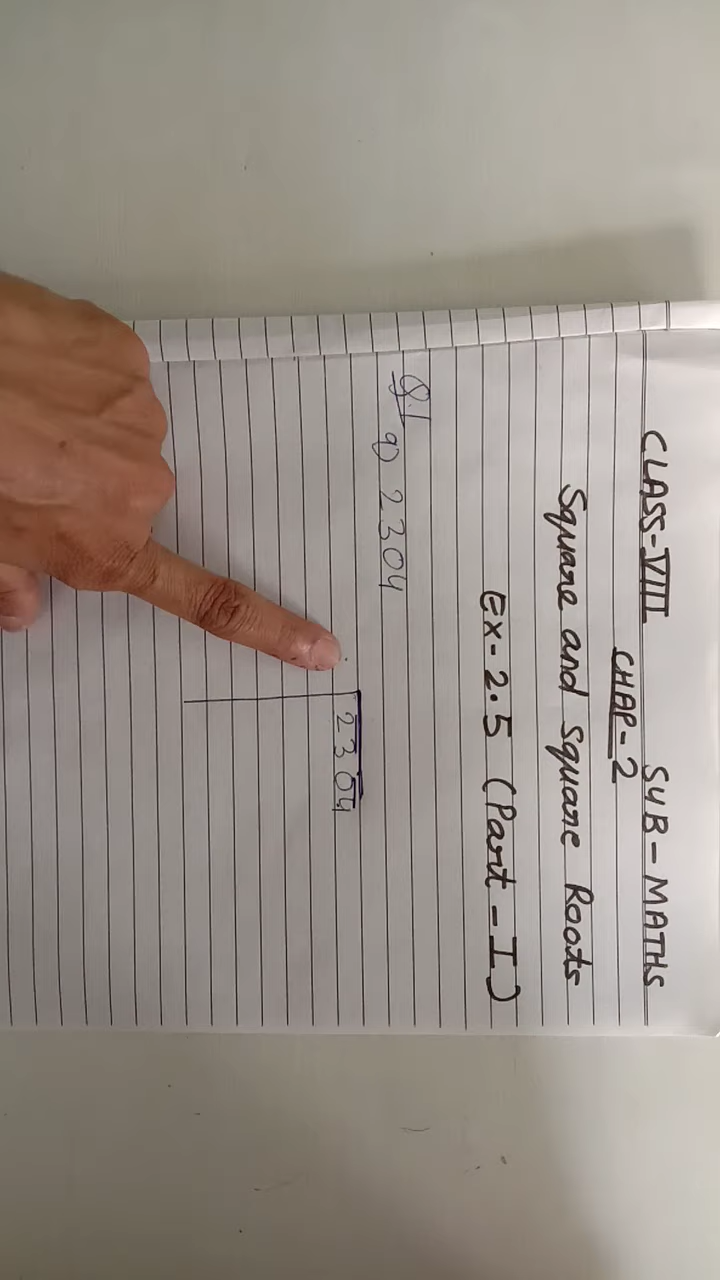 CLASS-VIII SUB-MATHS
CHAP-2
Square and Square Roots
Ex-2.5 (Part-I)
Q.1
a) 2304
2304